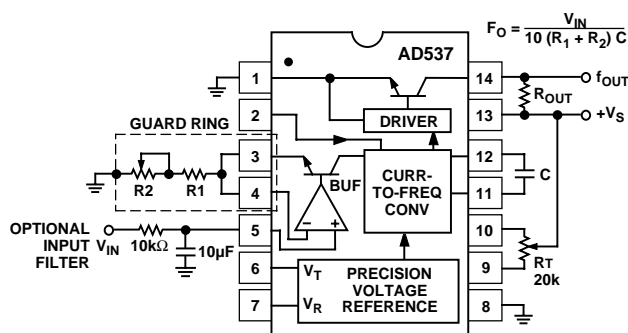 AD537
F_O = V_IN / 10 (R_1 + R_2) C
1
14
f_OUT
R_OUT
2
DRIVER
13
+V_S
GUARD RING
3
12
R2
R1
BUF
CURR-
TO-FREQ
CONV
C
4
11
–
+
OPTIONAL
INPUT
FILTER
V_IN
10kΩ
10µF
5
10
R_T
20k
6
V_T
PRECISION
VOLTAGE
REFERENCE
9
7
V_R
8